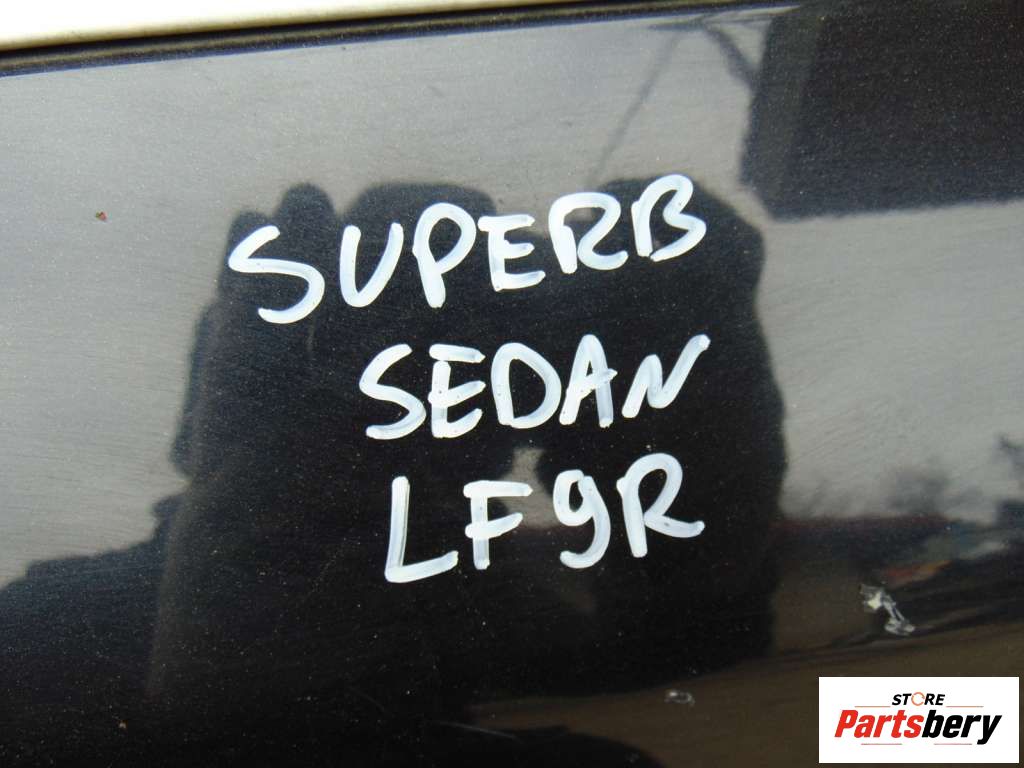 SUPERB
SEDAN
LF9R
STORE
Partsbery